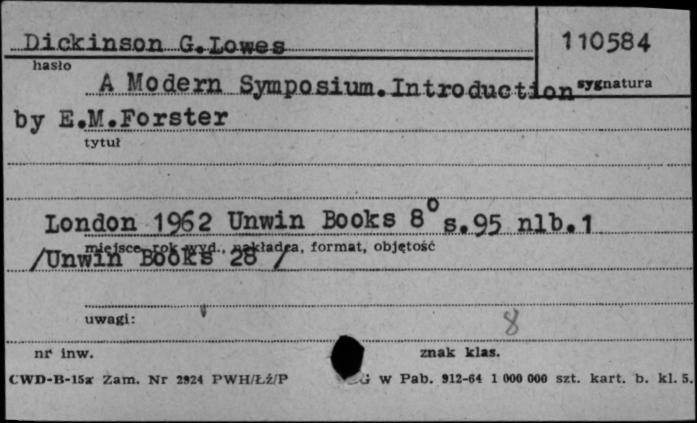 Dickinson G.Lowes
110584
hasło
sygnatura
A Modern Symposium.Introduction
by E.M.Forster
tytuł
London 1962 Unwin Books 8° s.95 nlb.1
miejsce, rok wyd., nakładca, format, objętość
/Unwin Books 28 /
uwagi:
8
nr inw.
znak klas.
CWD-B-15a Zam. Nr 2924 PWH/Łź/P
G w Pab. 912-64 1 000 000 szt. kart. b. kl. 5.